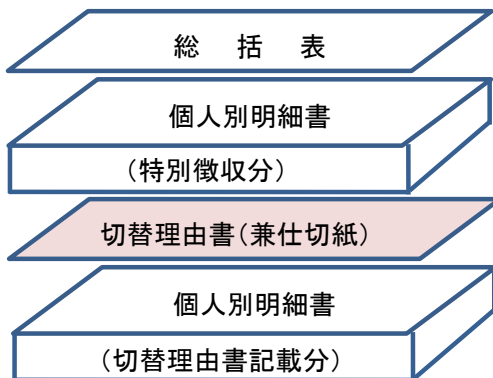 総　括　表
個人別明細書
（特別徴収分）
切替理由書（兼仕切紙）
個人別明細書
（切替理由書記載分）